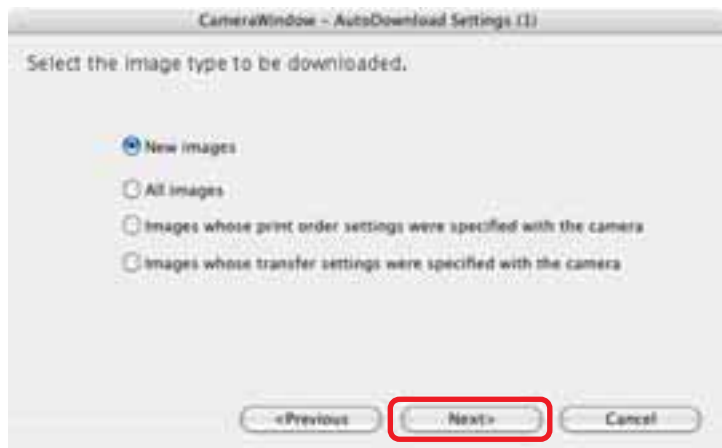 CameraWindow - AutoDownload Settings (1)
Select the image type to be downloaded.
New images
All images
Images whose print order settings were specified with the camera
Images whose transfer settings were specified with the camera
<Previous Next> Cancel